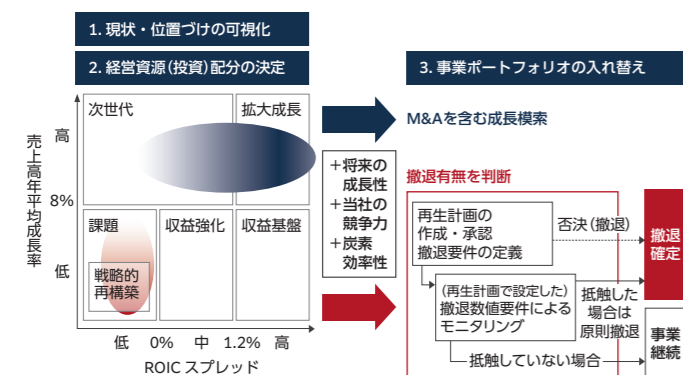 1. 現状・位置づけの可視化
2. 経営資源(投資)配分の決定
3. 事業ポートフォリオの入れ替え
売上高年平均成長率
高
8%
低
次世代
拡大成長
課題
収益強化
収益基盤
戦略的
再構築
低 0% 中 1.2% 高
ROIC スプレッド
+将来の
成長性
+当社の
競争力
+炭素
効率性
M&Aを含む成長模索
撤退有無を判断
再生計画の
作成・承認
撤退要件の定義
否決(撤退)
撤退
確定
(再生計画で設定した)
撤退数値要件による
モニタリング
抵触した
場合は
原則撤退
事業
継続
抵触していない場合